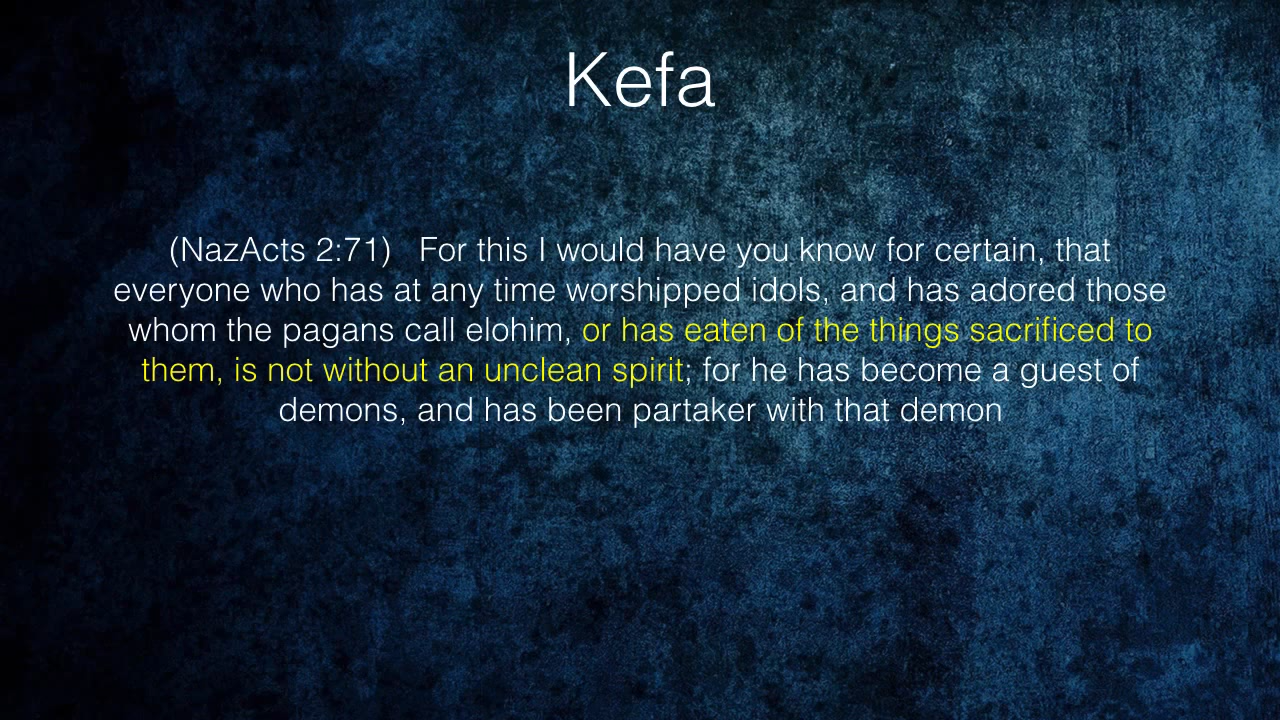 Kefa
(NazActs 2:71) For this I would have you know for certain, that
everyone who has at any time worshipped idols, and has adored those
whom the pagans call elohim, or has eaten of the things sacrificed to
them, is not without an unclean spirit; for he has become a guest of
demons, and has been partaker with that demon